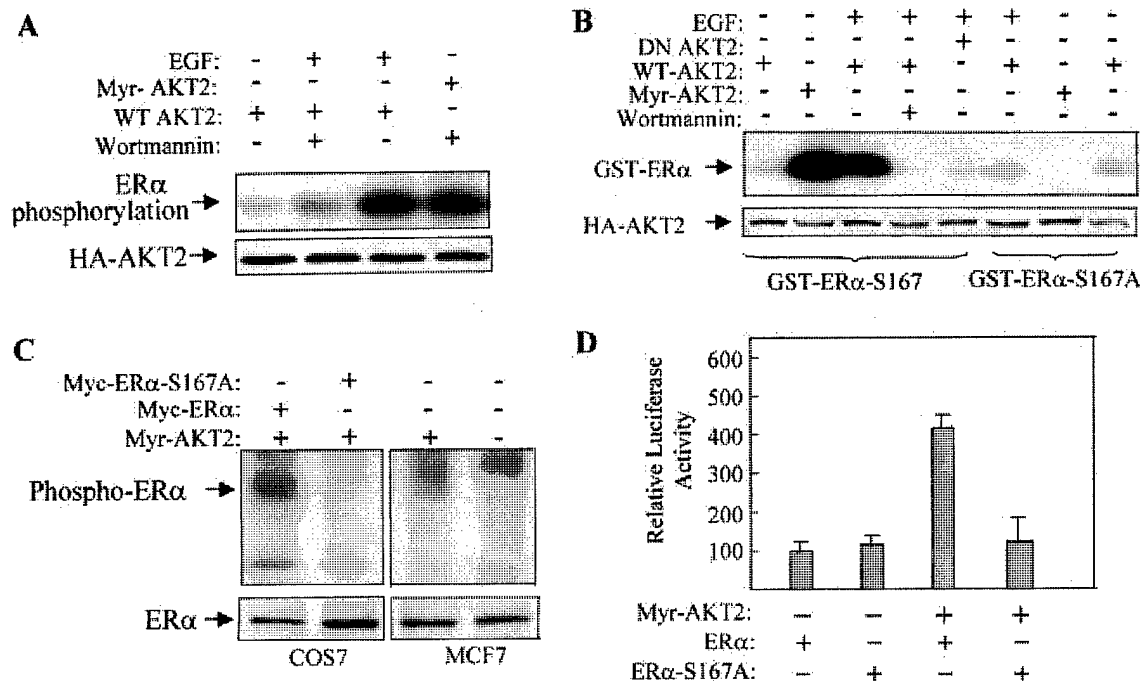 A
EGF: - + + -
Myr- AKT2: - - - +
WT AKT2: + + + -
Wortmannin: - + - +
ERα phosphorylation
HA-AKT2
B
EGF: - - + + + + - -
DN AKT2: - - - - + - - -
WT-AKT2: + - + + - + - +
Myr-AKT2: - + - - - - + -
Wortmannin: - - - + - - - -
GST-ERα
HA-AKT2
GST-ERα-S167 GST-ERα-S167A
C
Myc-ERα-S167A: - + - -
Myc-ERα: + - - -
Myr-AKT2: + + + -
Phospho-ERα
ERα
COS7 MCF7
D
Relative Luciferase Activity
600
500
400
300
200
100
Myr-AKT2: – – + +
ERα: + – + –
ERα-S167A: – + – +